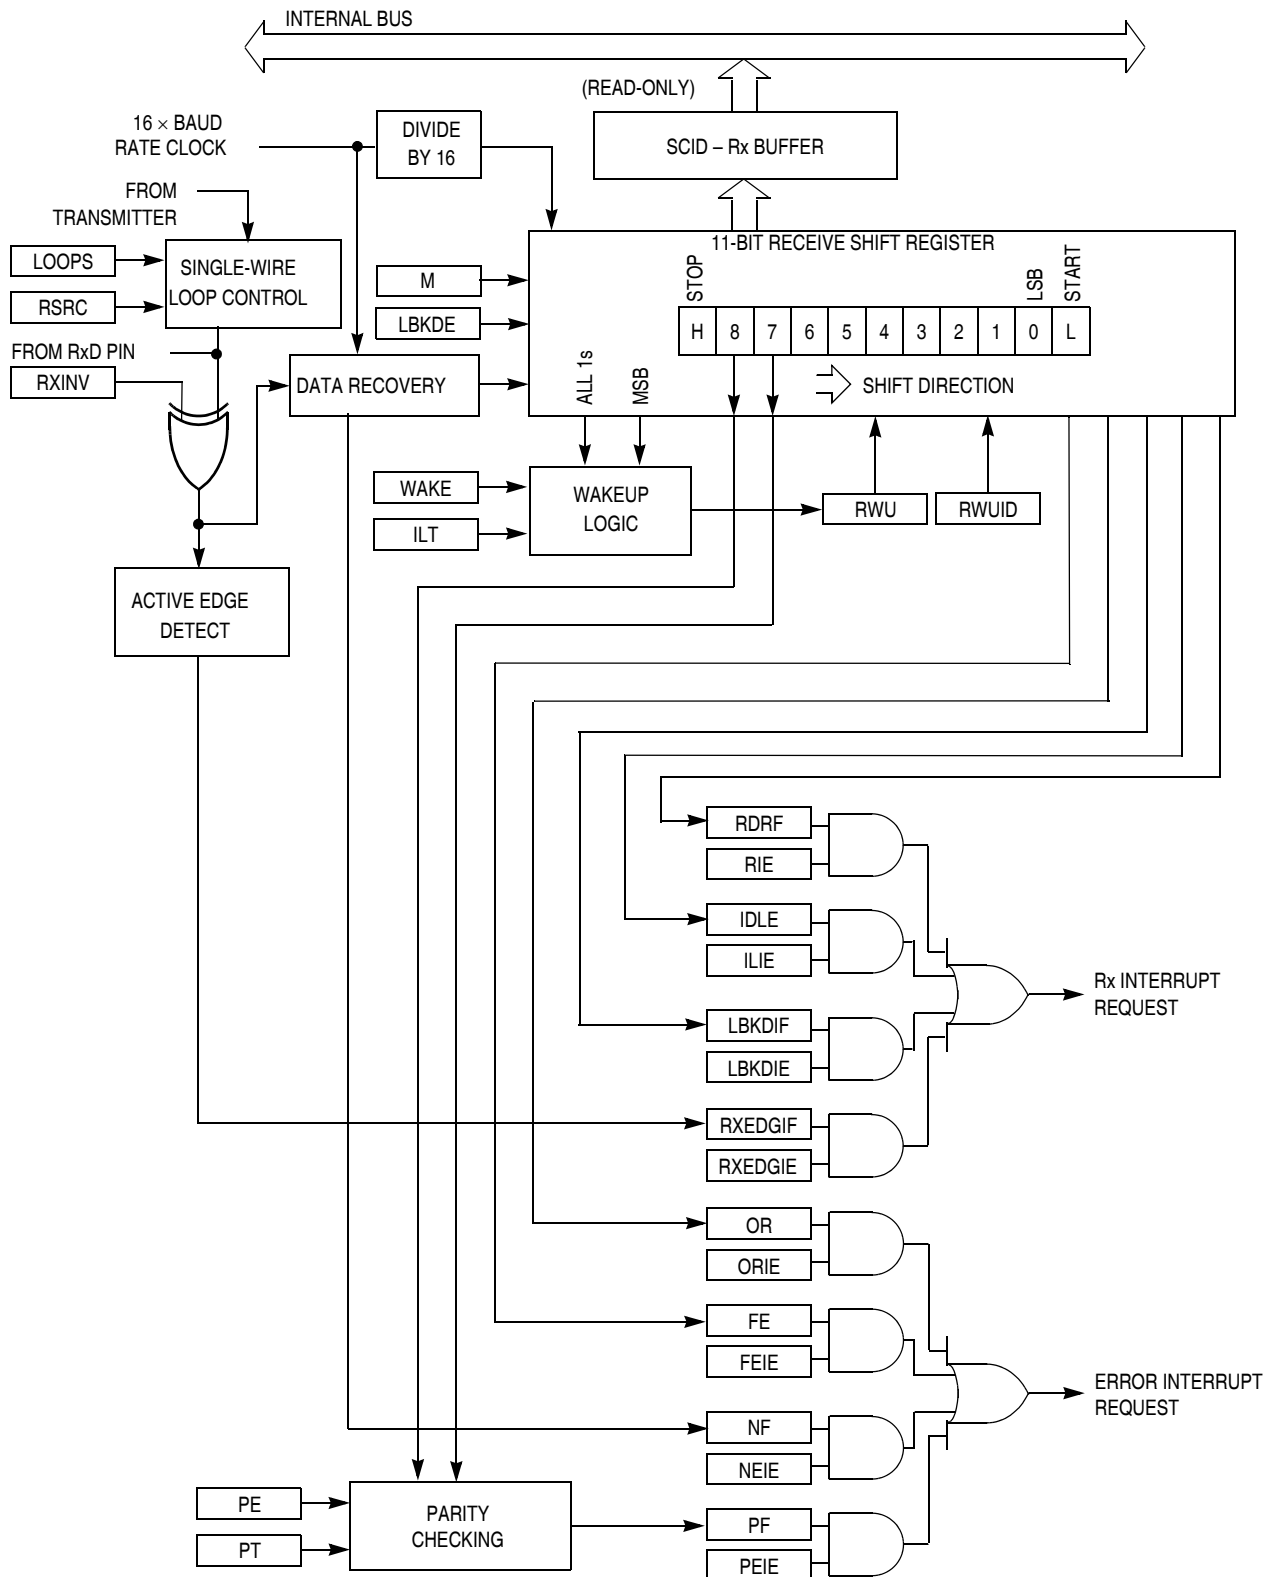 INTERNAL BUS
(READ-ONLY)
16 × BAUD
RATE CLOCK
DIVIDE
BY 16
SCID – Rx BUFFER
FROM
TRANSMITTER
11-BIT RECEIVE SHIFT REGISTER
LOOPS
RSRC
SINGLE-WIRE
LOOP CONTROL
M
LBKDE
STOP
LSB
START
H 8 7 6 5 4 3 2 1 0 L
FROM RxD PIN
RXINV
DATA RECOVERY
ALL 1s
MSB
SHIFT DIRECTION
WAKE
ILT
WAKEUP
LOGIC
RWU
RWUID
ACTIVE EDGE
DETECT
RDRF
RIE
IDLE
ILIE
Rx INTERRUPT
REQUEST
LBKDIF
LBKDIE
RXEDGIF
RXEDGIE
OR
ORIE
FE
FEIE
ERROR INTERRUPT
REQUEST
NF
NEIE
PE
PT
PARITY
CHECKING
PF
PEIE